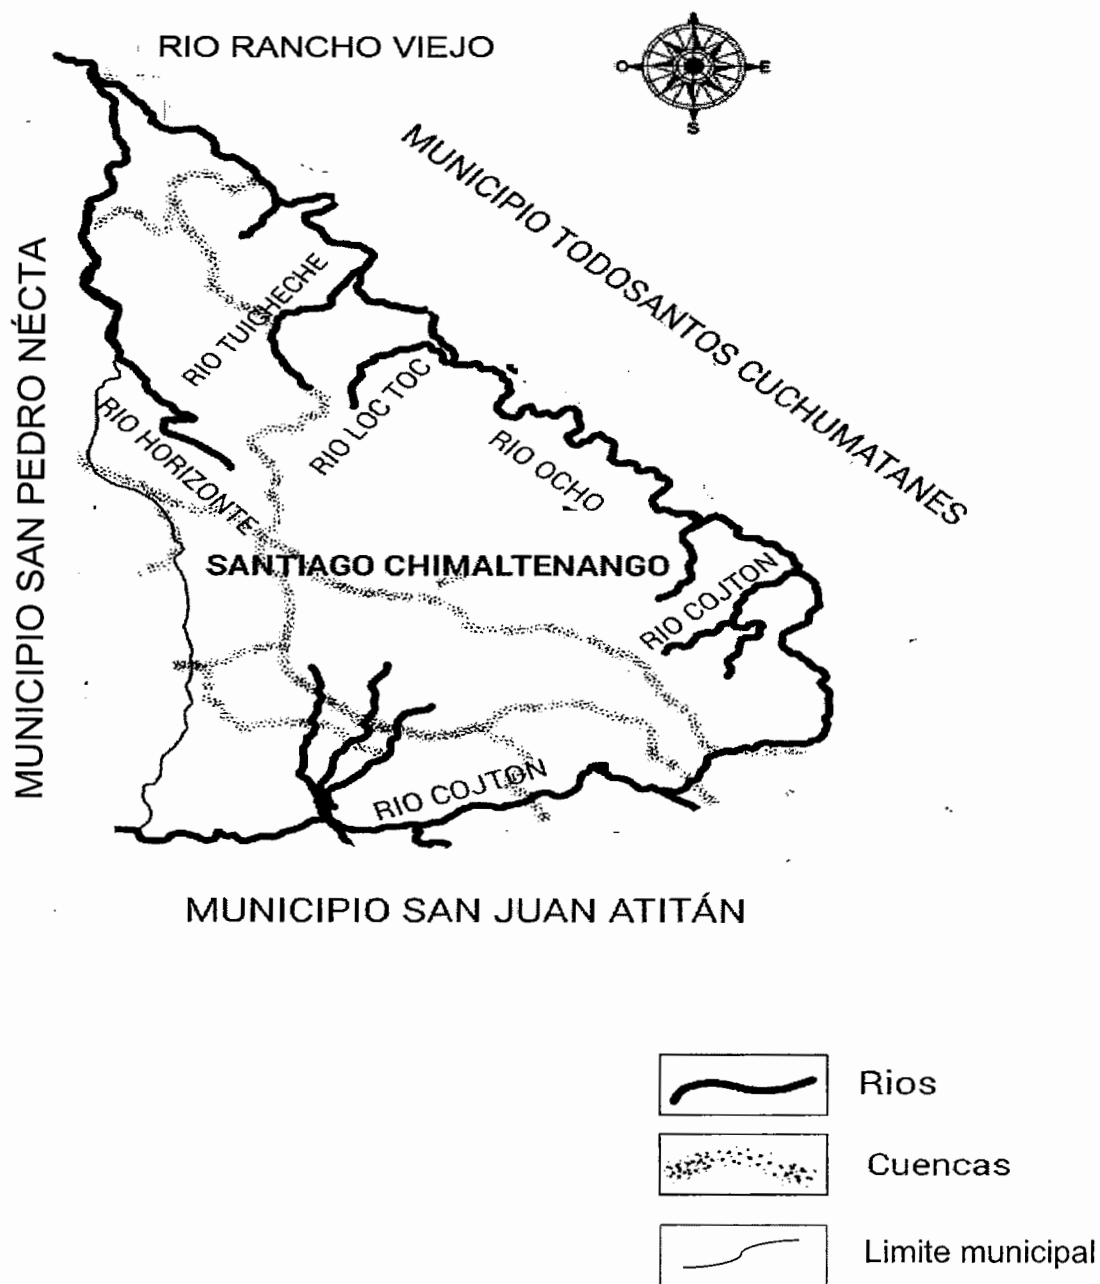 RIO RANCHO VIEJO
O
E
S
MUNICIPIO TODOSANTOS CUCHUMATANES
MUNICIPIO SAN PEDRO NÉCTA
RIO TUICHECHE
RIO LOC TOC
RIO HORIZONTE
RIO OCHO
SANTIAGO CHIMALTENANGO
RIO COJTON
RIO COJTON
MUNICIPIO SAN JUAN ATITÁN
Rios
Cuencas
Limite municipal